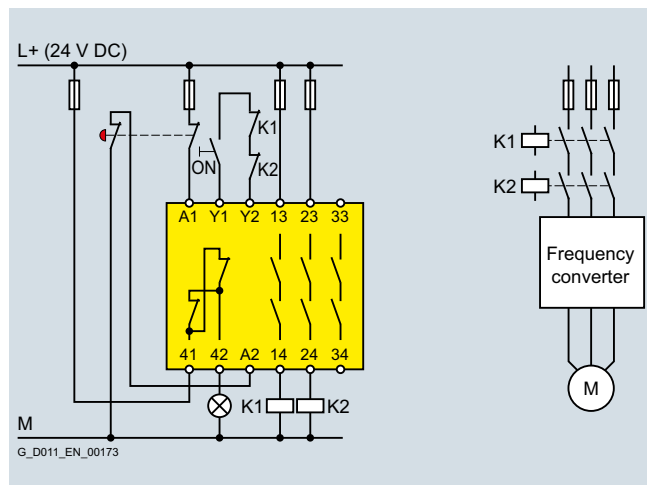 L+ (24 V DC)
K1
K2
ON
A1 Y1 Y2 13 23 33
41 42 A2 14 24 34
K1 K2
M
G_D011_EN_00173
K1
K2
Frequency
converter
M